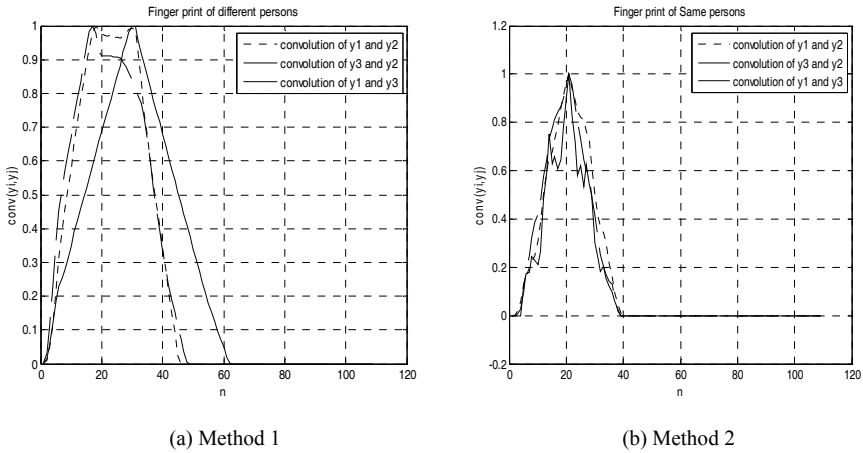 Finger print of different persons
1
0.9
0.8
0.7
0.6
0.5
0.4
0.3
0.2
0.1
0
conv(yi,yj)
convolution of y1 and y2
convolution of y3 and y2
convolution of y1 and y3
0 20 40 60 80 100 120
n
(a) Method 1
Finger print of Same persons
1.2
1
0.8
0.6
0.4
0.2
0
-0.2
conv(yi,yj)
convolution of y1 and y2
convolution of y3 and y2
convolution of y1 and y3
0 20 40 60 80 100 120
n
(b) Method 2